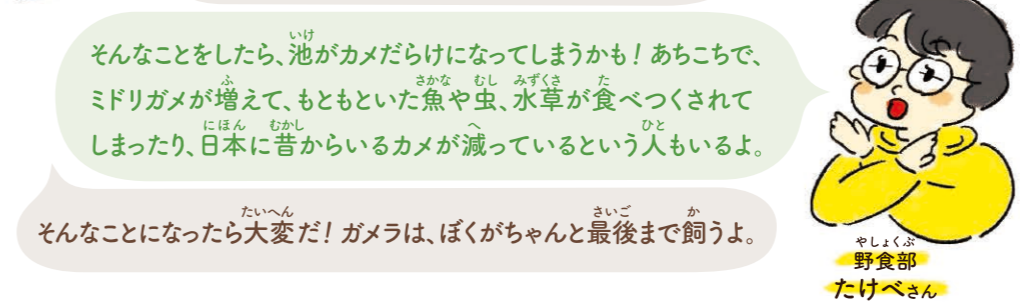 そんなことをしたら、池がカメだらけになってしまうかも！あちこちで、
ミドリガメが増えて、もともといた魚や虫、水草が食べつくされて
しまったり、日本に昔からいるカメが減っているという人もいるよ。
そんなことになったら大変だ！ガメラは、ぼくがちゃんと最後まで飼うよ。
野食部
たけべさん